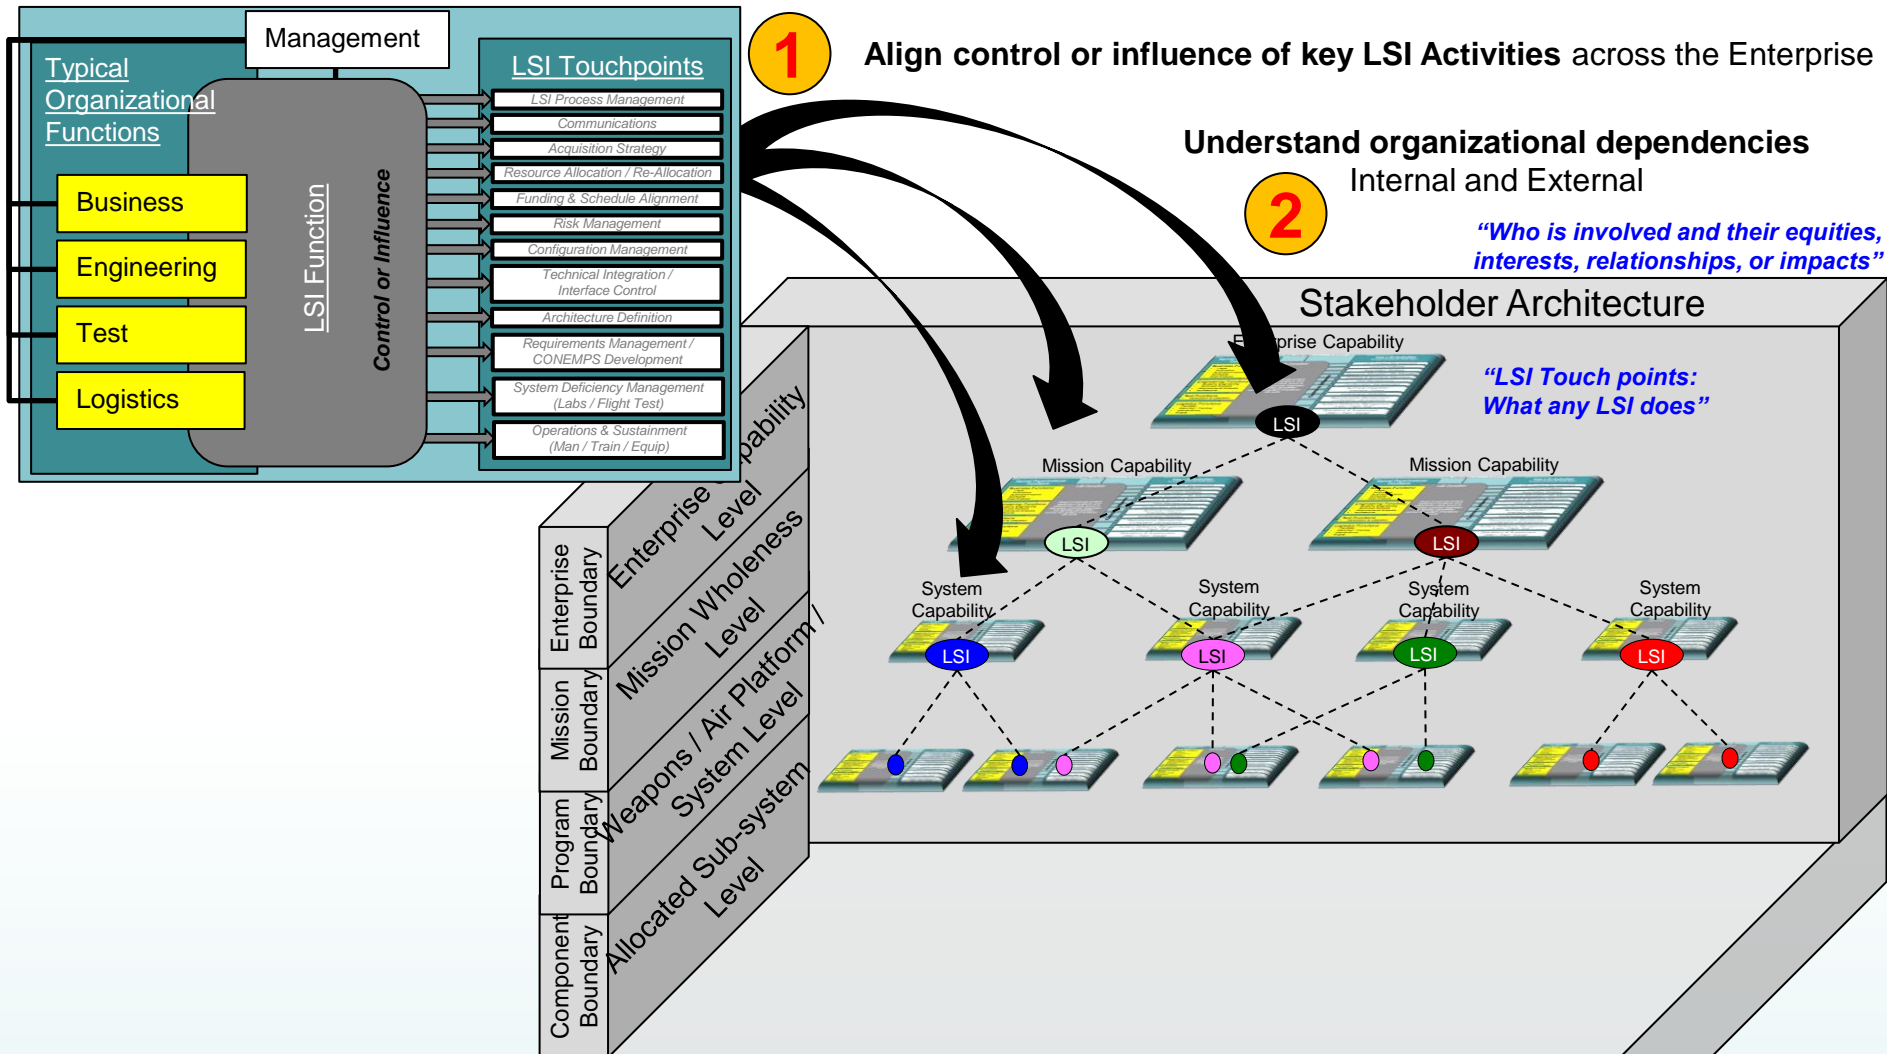 Management
Typical
Organizational
Functions
Business
Engineering
Test
Logistics
LSI Function
Control or Influence
LSI Touchpoints
LSI Process Management
Communications
Acquisition Strategy
Resource Allocation / Re-Allocation
Funding & Schedule Alignment
Risk Management
Configuration Management
Technical Integration /
Interface Control
Architecture Definition
Requirements Management /
CONEMPS Development
System Deficiency Management
(Labs / Flight Test)
Operations & Sustainment
(Man / Train / Equip)
1
Align control or influence of key LSI Activities across the Enterprise
Understand organizational dependencies
Internal and External
2
“Who is involved and their equities,
interests, relationships, or impacts”
Stakeholder Architecture
Enterprise Capability
“LSI Touch points:
What any LSI does”
LSI
Mission Capability
Mission Capability
LSI
LSI
System
Capability
System
Capability
System
Capability
System
Capability
LSI
LSI
LSI
LSI
Enterprise
Boundary
Mission
Boundary
Program
Boundary
Component
Boundary
Enterprise Capability
Level
Mission Wholeness
Level
Weapons / Air Platform /
System Level
Allocated Sub-system
Level